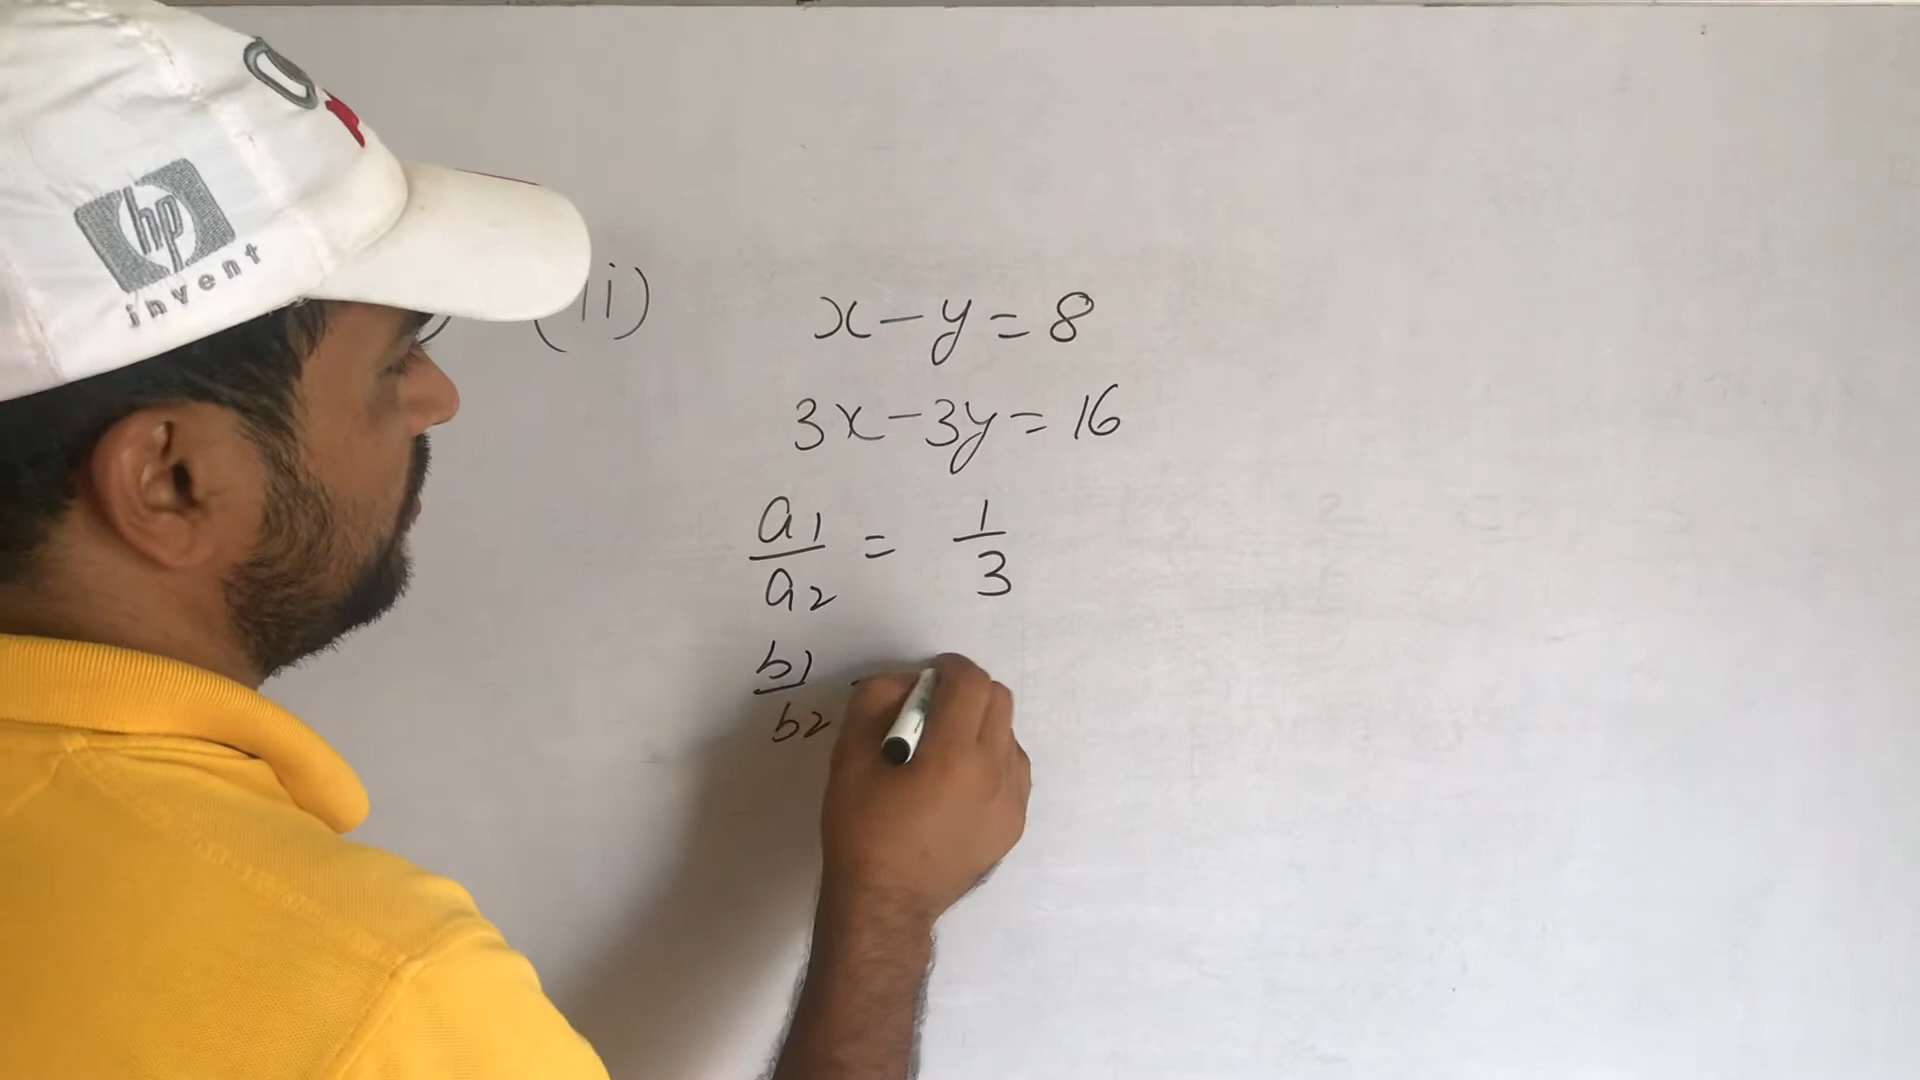 hp
invent
(ii) x-y=8
3x-3y=16
a1/a2 = 1/3
b1/b2